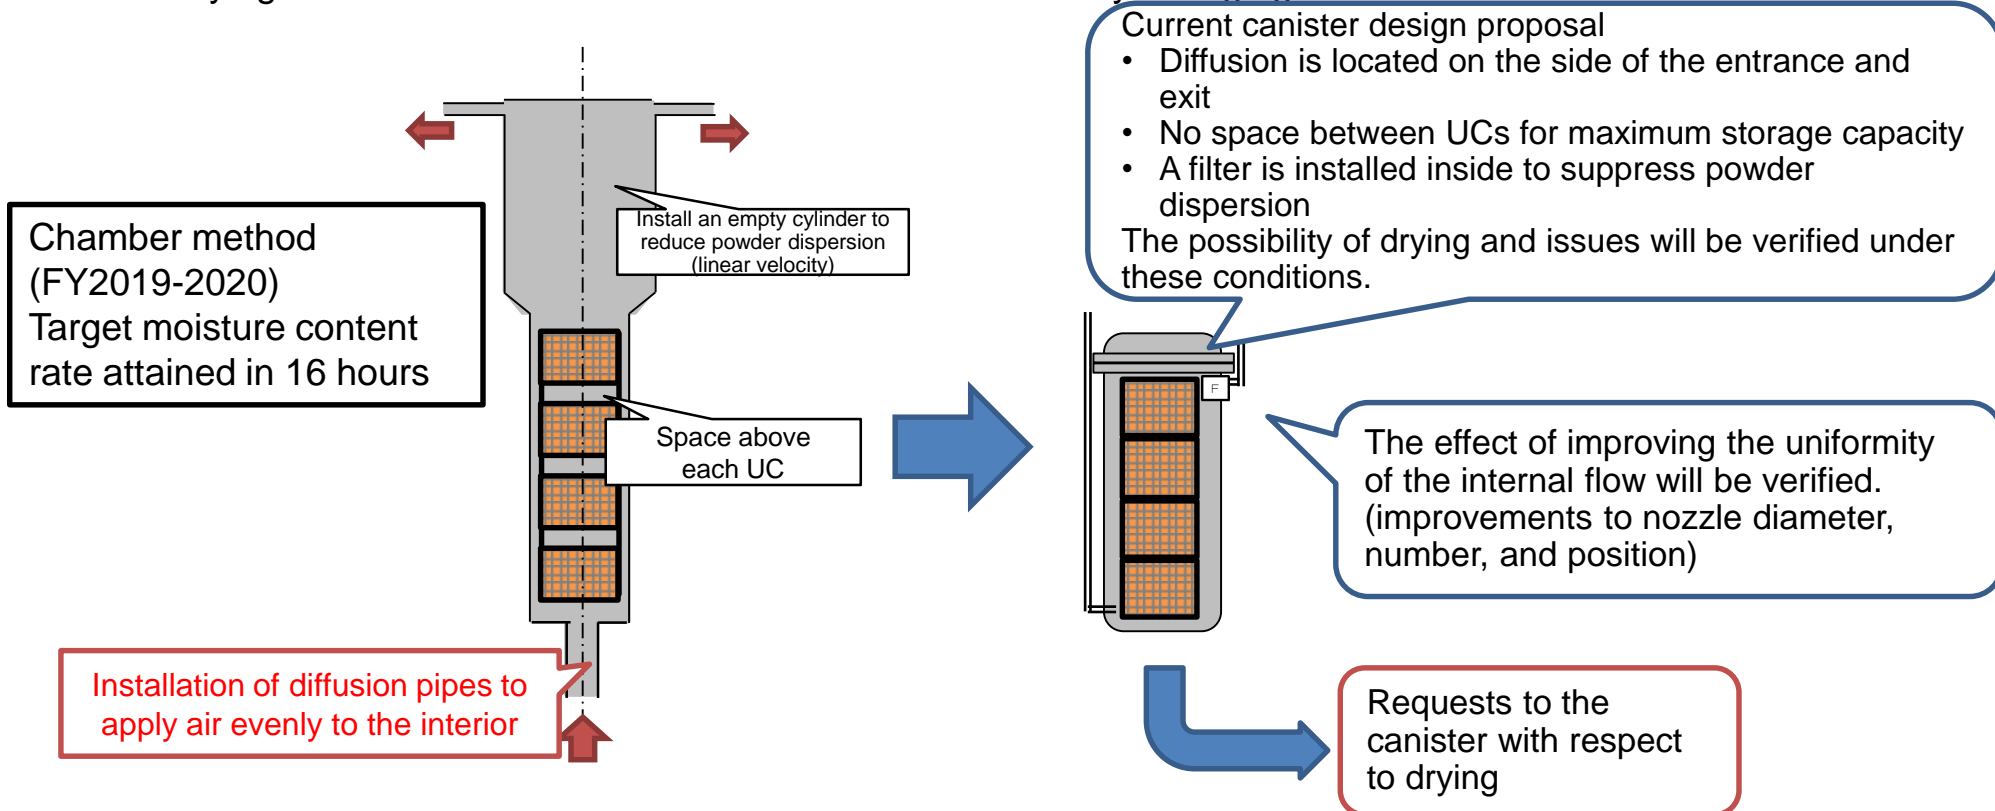 Chamber method
(FY2019-2020)
Target moisture content
rate attained in 16 hours
Install an empty cylinder to
reduce powder dispersion
(linear velocity)
Space above
each UC
Installation of diffusion pipes to
apply air evenly to the interior
Current canister design proposal
• Diffusion is located on the side of the entrance and
exit
• No space between UCs for maximum storage capacity
• A filter is installed inside to suppress powder
dispersion
The possibility of drying and issues will be verified under
these conditions.
F
The effect of improving the uniformity
of the internal flow will be verified.
(improvements to nozzle diameter,
number, and position)
Requests to the
canister with respect
to drying